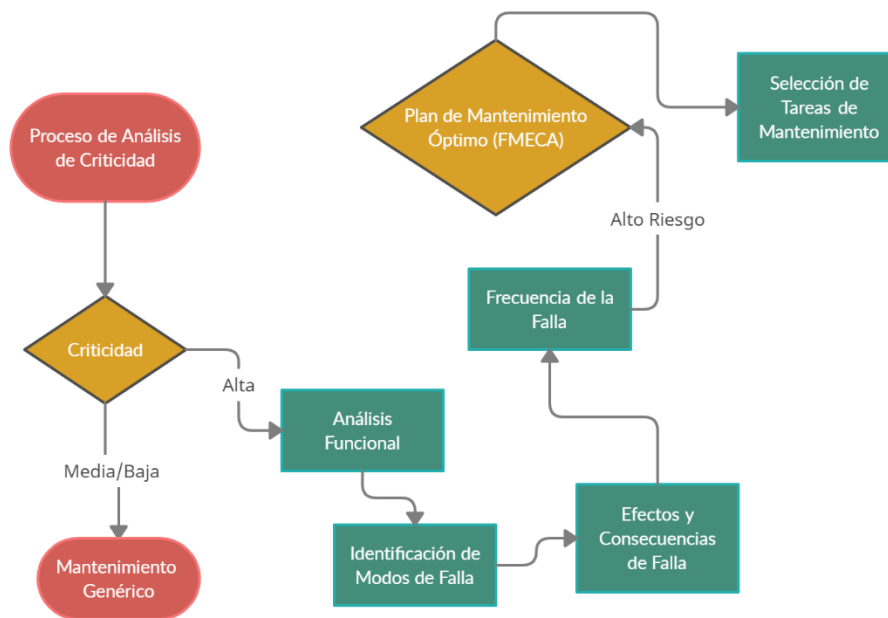 Proceso de Análisis
de Criticidad
Criticidad
Media/Baja
Mantenimiento
Genérico
Alta
Análisis
Funcional
Identificación de
Modos de Falla
Efectos y
Consecuencias
de Falla
Frecuencia de la
Falla
Alto Riesgo
Plan de Mantenimiento
Óptimo (FMECA)
Selección de
Tareas de
Mantenimiento